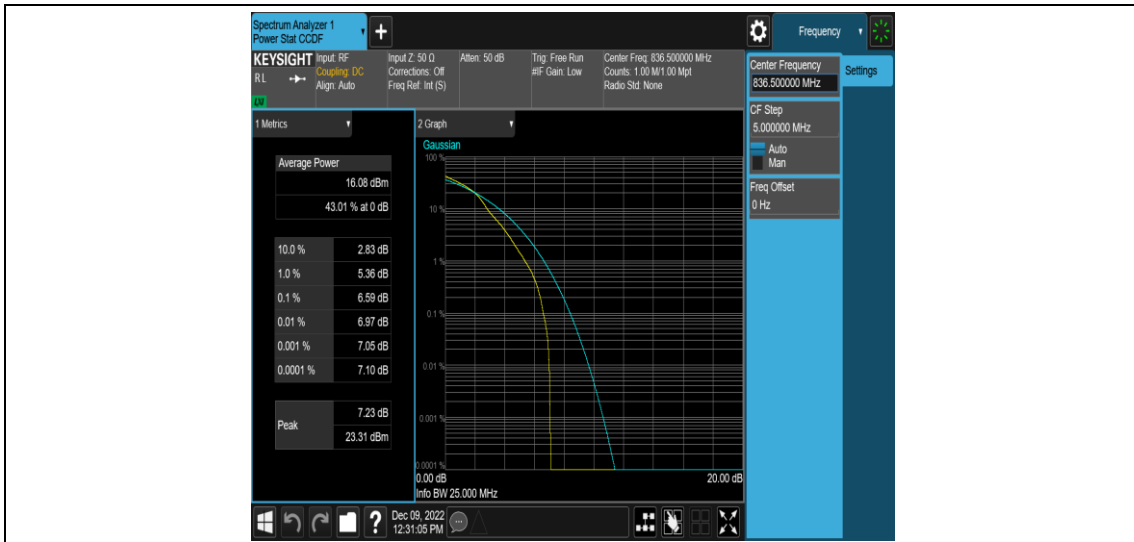 Spectrum Analyzer 1
Power Stat CCDF
+
Frequency
KEYSIGHT
RL
LXI
Input: RF
Coupling: DC
Align: Auto
Input Z: 50 Ω
Corrections: Off
Freq Ref: Int (S)
Atten: 50 dB
Trig: Free Run
#IF Gain: Low
Center Freq: 836.500000 MHz
Counts: 1.00 M/1.00 Mpt
Radio Std: None
Center Frequency
836.500000 MHz
Settings
CF Step
5.000000 MHz
Auto
Man
Freq Offset
0 Hz
1 Metrics
Average Power
16.08 dBm
43.01 % at 0 dB
10.0 % 2.83 dB
1.0 % 5.36 dB
0.1 % 6.59 dB
0.01 % 6.97 dB
0.001 % 7.05 dB
0.0001 % 7.10 dB
Peak
7.23 dB
23.31 dBm
2 Graph
Gaussian
100 %
10 %
1 %
0.1 %
0.01 %
0.001 %
0.0001 %
0.00 dB 20.00 dB
Info BW 25.000 MHz
?
Dec 09, 2022
12:31:05 PM